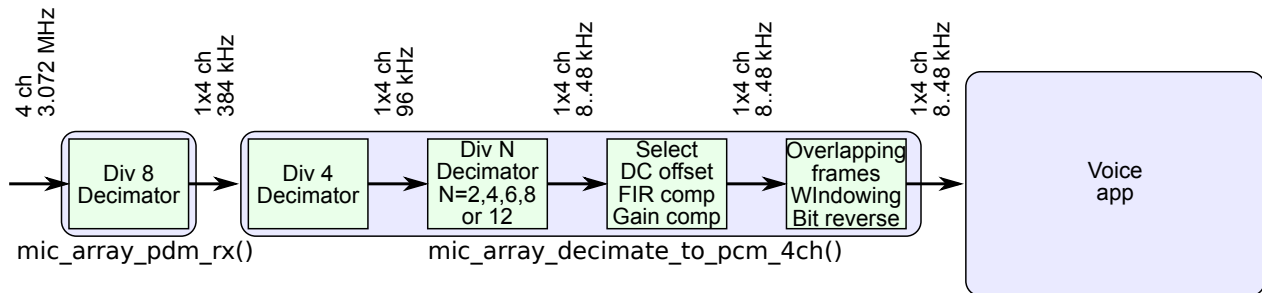 4 ch
3.072 MHz
1x4 ch
384 kHz
1x4 ch
96 kHz
1x4 ch
8..48 kHz
1x4 ch
8..48 kHz
1x4 ch
8..48 kHz
Div 8
Decimator
Div 4
Decimator
Div N
Decimator
N=2,4,6,8
or 12
Select
DC offset
FIR comp
Gain comp
Overlapping
frames
WIndowing
Bit reverse
Voice
app
mic_array_pdm_rx()
mic_array_decimate_to_pcm_4ch()